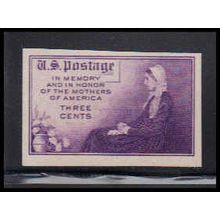 U.S. Postage
IN MEMORY
AND IN HONOR
OF THE MOTHERS
OF AMERICA
THREE
CENTS